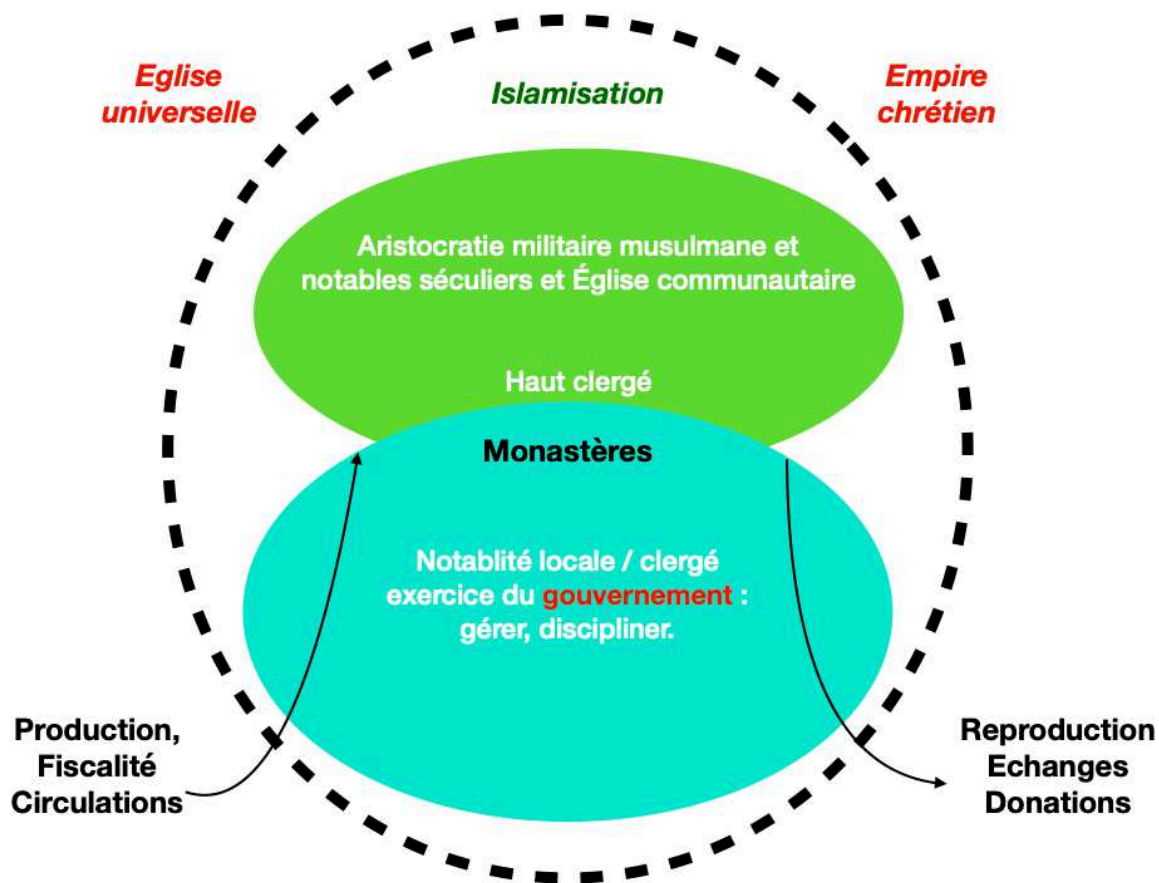 Eglise
universelle
Islamisation
Empire
chrétien
Aristocratie militaire musulmane et
notables séculiers et Église communautaire
Haut clergé
Monastères
Notablité locale / clergé
exercice du gouvernement :
gérer, discipliner.
Production,
Fiscalité
Circulations
Reproduction
Echanges
Donations